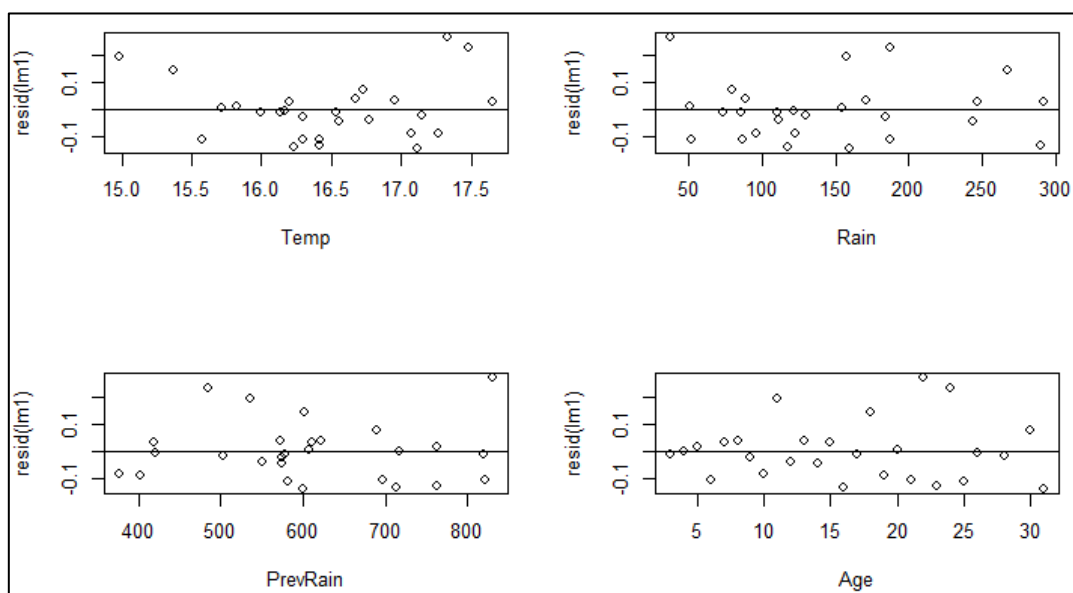 resid(lm1)
0.1
-0.1
15.0 15.5 16.0 16.5 17.0 17.5
Temp
resid(lm1)
0.1
-0.1
50 100 150 200 250 300
Rain
resid(lm1)
0.1
-0.1
400 500 600 700 800
PrevRain
resid(lm1)
0.1
-0.1
5 10 15 20 25 30
Age